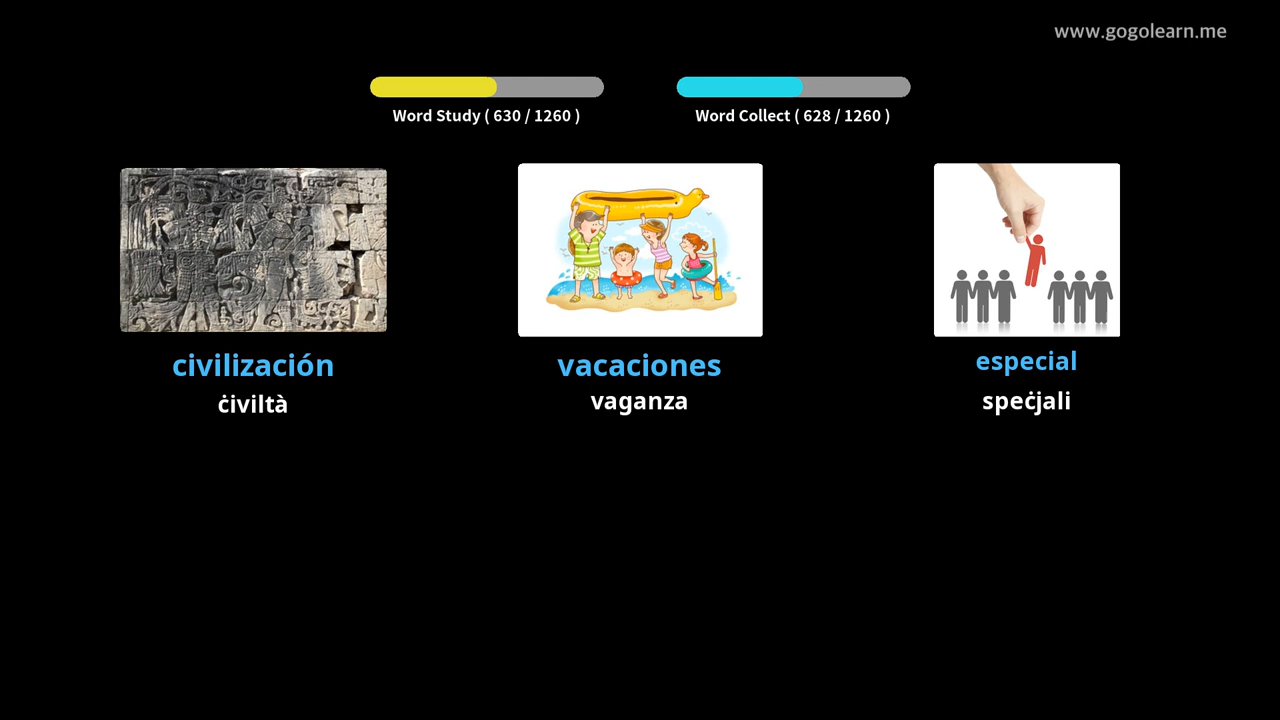 www.gogolearn.me
Word Study ( 630 / 1260 )
Word Collect ( 628 / 1260 )
civilización
ċiviltà
vacaciones
vaganza
especial
speċjali